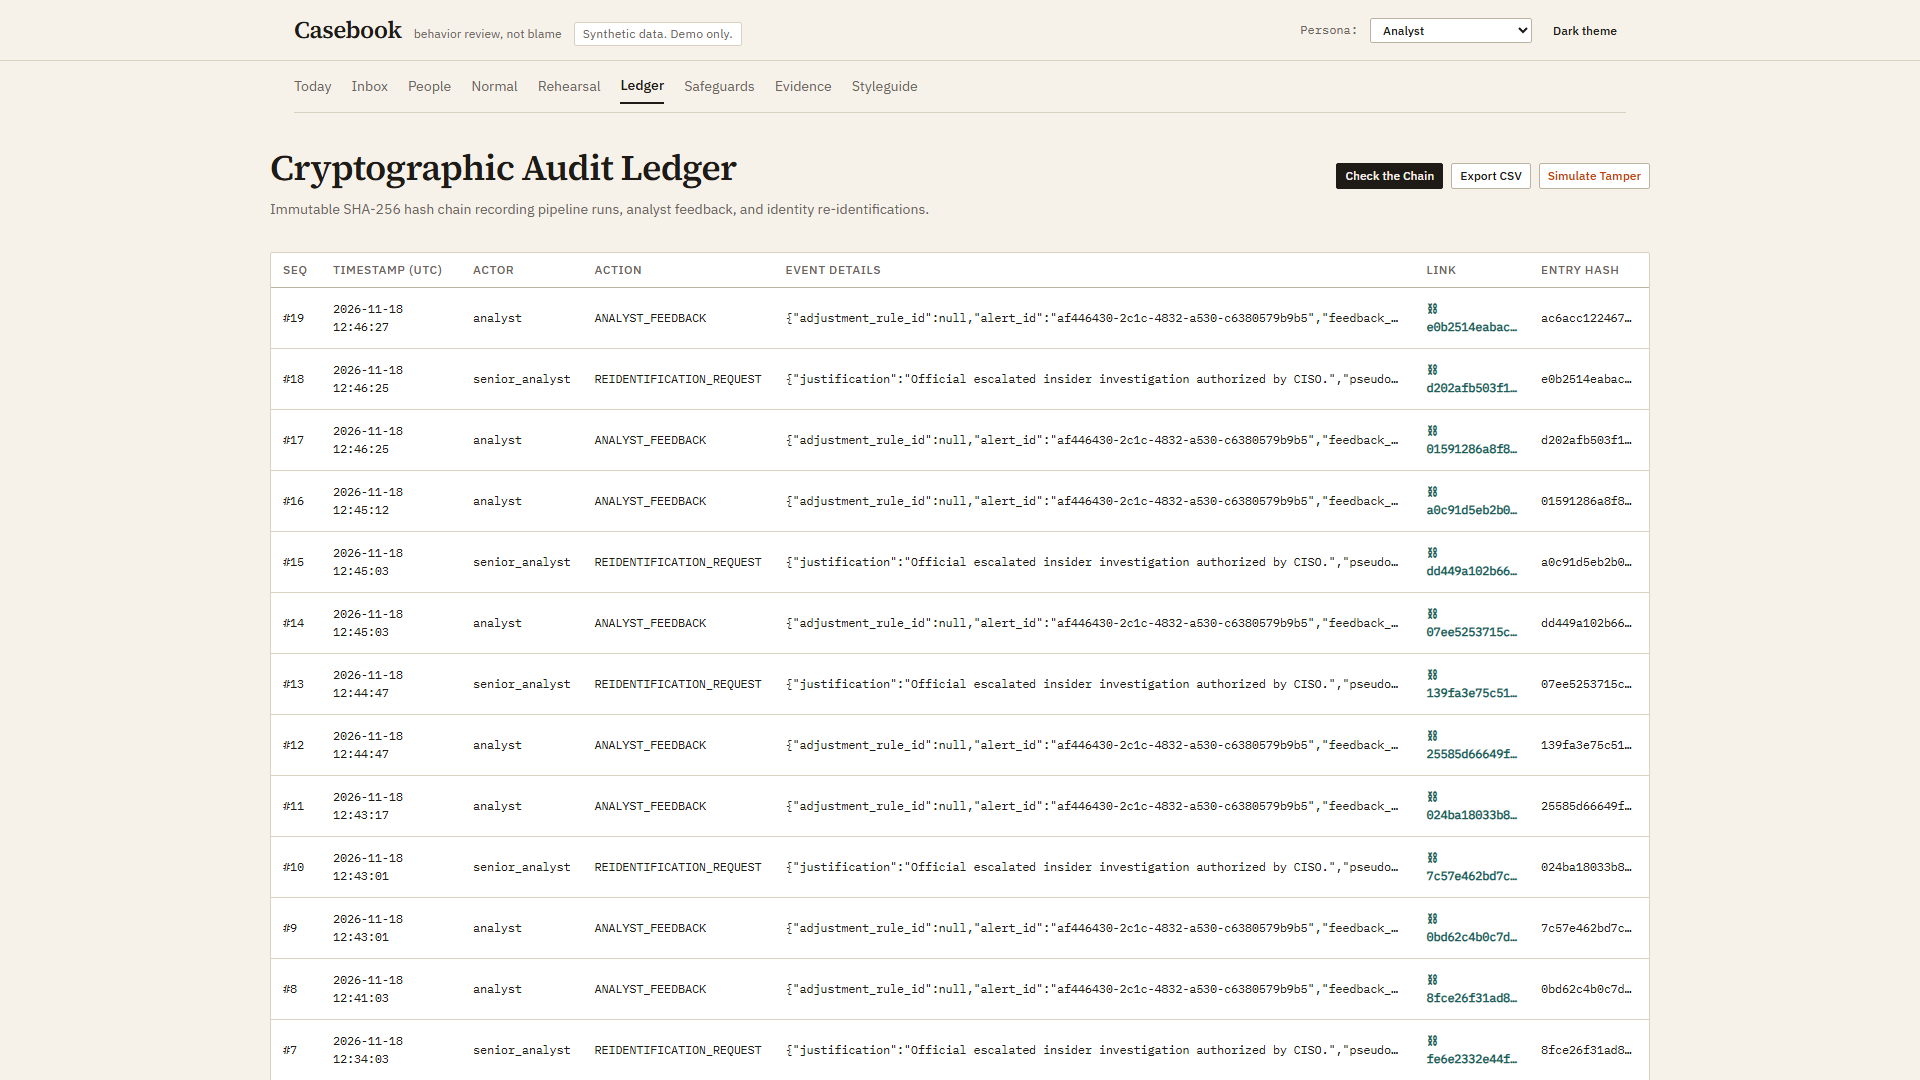 Casebook behavior review, not blame Synthetic data. Demo only. Persona: Analyst Dark theme
Today Inbox People Normal Rehearsal Ledger Safeguards Evidence Styleguide
Cryptographic Audit Ledger
Check the Chain Export CSV Simulate Tamper
Immutable SHA-256 hash chain recording pipeline runs, analyst feedback, and identity re-identifications.
SEQ TIMESTAMP (UTC) ACTOR ACTION EVENT DETAILS LINK ENTRY HASH
#19 2026-11-18 12:46:27 analyst ANALYST_FEEDBACK {"adjustment_rule_id":null,"alert_id":"af446430-2c1c-4832-a530-c6380579b9b5","feedback_… ⛓ e0b2514eabac… ac6acc122467…
#18 2026-11-18 12:46:25 senior_analyst REIDENTIFICATION_REQUEST {"justification":"Official escalated insider investigation authorized by CISO.","pseudo… ⛓ d202afb503f1… e0b2514eabac…
#17 2026-11-18 12:46:25 analyst ANALYST_FEEDBACK {"adjustment_rule_id":null,"alert_id":"af446430-2c1c-4832-a530-c6380579b9b5","feedback_… ⛓ 01591286a8f8… d202afb503f1…
#16 2026-11-18 12:45:12 analyst ANALYST_FEEDBACK {"adjustment_rule_id":null,"alert_id":"af446430-2c1c-4832-a530-c6380579b9b5","feedback_… ⛓ a0c91d5eb2b0… 01591286a8f8…
#15 2026-11-18 12:45:03 senior_analyst REIDENTIFICATION_REQUEST {"justification":"Official escalated insider investigation authorized by CISO.","pseudo… ⛓ dd449a102b66… a0c91d5eb2b0…
#14 2026-11-18 12:45:03 analyst ANALYST_FEEDBACK {"adjustment_rule_id":null,"alert_id":"af446430-2c1c-4832-a530-c6380579b9b5","feedback_… ⛓ 07ee5253715c… dd449a102b66…
#13 2026-11-18 12:44:47 senior_analyst REIDENTIFICATION_REQUEST {"justification":"Official escalated insider investigation authorized by CISO.","pseudo… ⛓ 139fa3e75c51… 07ee5253715c…
#12 2026-11-18 12:44:47 analyst ANALYST_FEEDBACK {"adjustment_rule_id":null,"alert_id":"af446430-2c1c-4832-a530-c6380579b9b5","feedback_… ⛓ 25585d66649f… 139fa3e75c51…
#11 2026-11-18 12:43:17 analyst ANALYST_FEEDBACK {"adjustment_rule_id":null,"alert_id":"af446430-2c1c-4832-a530-c6380579b9b5","feedback_… ⛓ 024ba18033b8… 25585d66649f…
#10 2026-11-18 12:43:01 senior_analyst REIDENTIFICATION_REQUEST {"justification":"Official escalated insider investigation authorized by CISO.","pseudo… ⛓ 7c57e462bd7c… 024ba18033b8…
#9 2026-11-18 12:43:01 analyst ANALYST_FEEDBACK {"adjustment_rule_id":null,"alert_id":"af446430-2c1c-4832-a530-c6380579b9b5","feedback_… ⛓ 0bd62c4b0c7d… 7c57e462bd7c…
#8 2026-11-18 12:41:03 analyst ANALYST_FEEDBACK {"adjustment_rule_id":null,"alert_id":"af446430-2c1c-4832-a530-c6380579b9b5","feedback_… ⛓ 8fce26f31ad8… 0bd62c4b0c7d…
#7 2026-11-18 12:34:03 senior_analyst REIDENTIFICATION_REQUEST {"justification":"Official escalated insider investigation authorized by CISO.","pseudo… ⛓ fe6e2332e44f… 8fce26f31ad8…